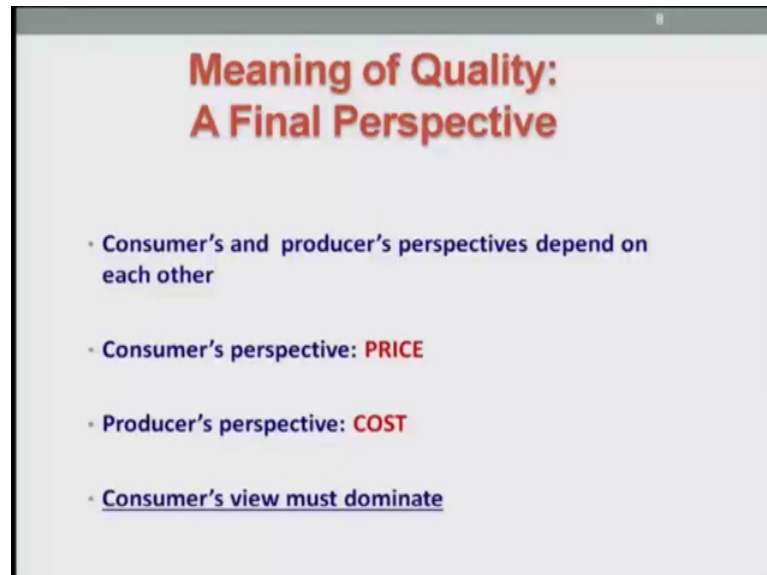 8
Meaning of Quality:
A Final Perspective
• Consumer's and producer's perspectives depend on
each other
• Consumer's perspective: PRICE
• Producer's perspective: COST
• Consumer's view must dominate